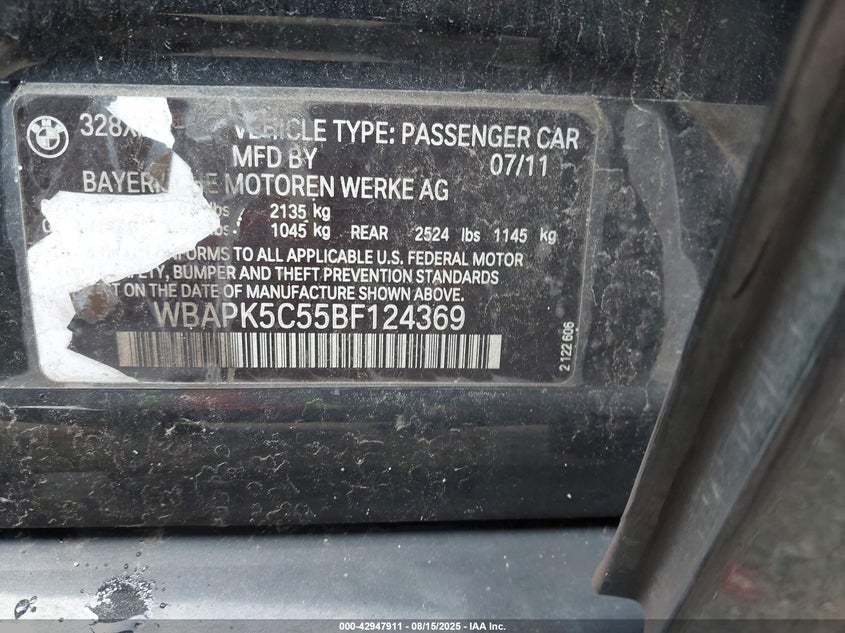 328X
VEHICLE TYPE: PASSENGER CAR
MFD BY 07/11
MOTOREN WERKE AG
lbs 2135 kg
lbs 1045 kg REAR 2524 lbs 1145 kg
TO ALL APPLICABLE U.S. FEDERAL MOTOR
BUMPER AND THEFT PREVENTION STANDARDS
ON THE DATE OF MANUFACTURE SHOWN ABOVE.
WBAPK5C55BF124369
2 122 606
000-42947911 - 08/15/2025 - IAA Inc.